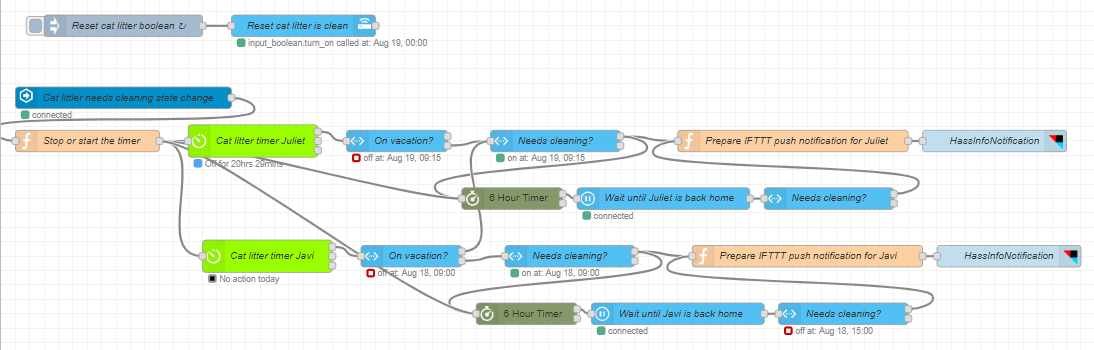 Reset cat litter boolean ↻
Reset cat litter is clean
input_boolean.turn_on called at: Aug 19, 00:00
Cat littler needs cleaning state change
connected
Stop or start the timer
Cat litter timer Juliet
Off for 20hrs 29mins
On vacation?
off at: Aug 19, 09:15
Needs cleaning?
on at: Aug 19, 09:15
Prepare IFTTT push notification for Juliet
HassInfoNotification
6 Hour Timer
Wait until Juliet is back home
connected
Needs cleaning?
Cat litter timer Javi
No action today
On vacation?
off at: Aug 18, 09:00
Needs cleaning?
on at: Aug 18, 09:00
Prepare IFTTT push notification for Javi
HassInfoNotification
6 Hour Timer
Wait until Javi is back home
connected
Needs cleaning?
off at: Aug 18, 15:00